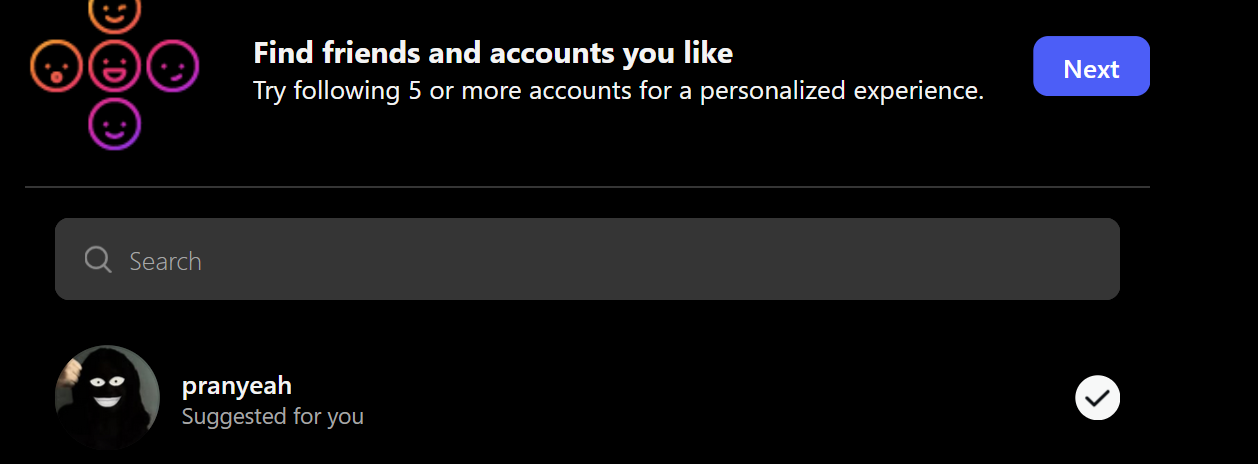 Find friends and accounts you like
Try following 5 or more accounts for a personalized experience.
Next
Search
pranyeah
Suggested for you